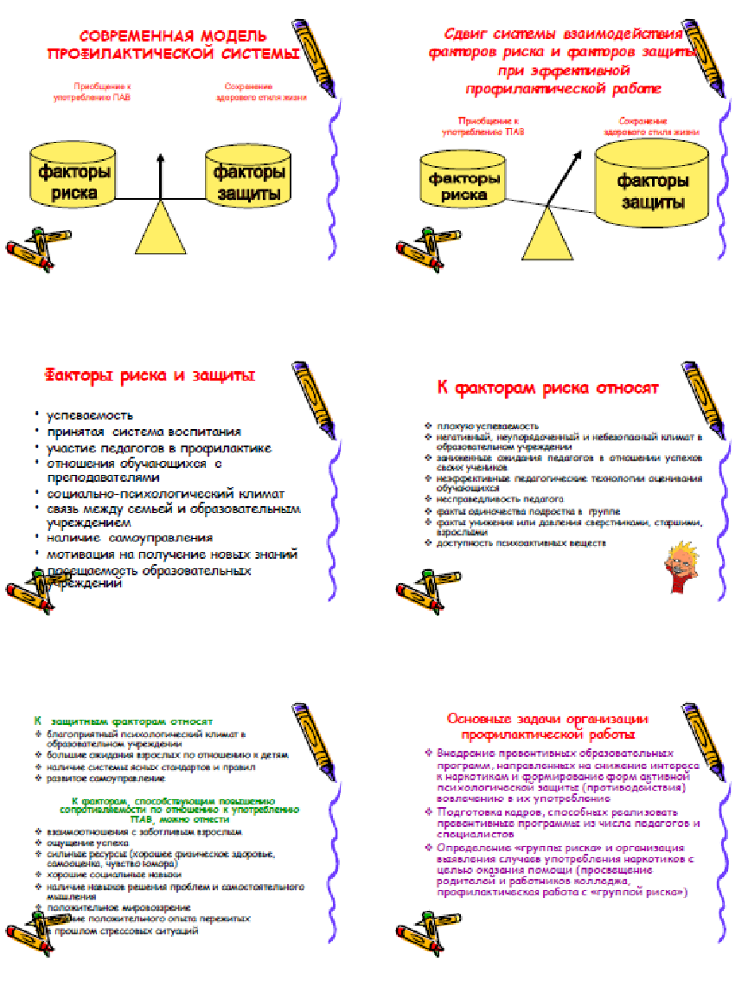 СОВРЕМЕННАЯ МОДЕЛЬ
ПРОФИЛАКТИЧЕСКОЙ СИСТЕМЫ
Приобщение к
употреблению ПАВ
Сохранение
здорового стиля жизни
факторы
риска
факторы
защиты
Сдвиг системы взаимодействия
факторов риска и факторов защиты
при эффективной
профилактической работе
Приобщение к
употреблению ПАВ
Сохранение
здорового стиля жизни
факторы
риска
факторы
защиты
Факторы риска и защиты
• успеваемость
• принятая система воспитания
• участие педагогов в профилактике
• отношения обучающихся с
преподавателями
• социально-психологический климат
• связь между семьей и образовательным
учреждением
• наличие самоуправления
• мотивация на получение новых знаний
• посещаемость образовательных
учреждений
К факторам риска относят
❖ плохую успеваемость
❖ негативный, неупорядоченный и небезопасный климат в
образовательном учреждении
❖ заниженные ожидания педагогов в отношении успехов
своих учеников
❖ неэффективные педагогические технологии оценивания
обучающихся
❖ несправедливость педагога
❖ факты одиночества подростка в группе
❖ факты унижения или давления сверстниками, старшими,
взрослыми
❖ доступность психоактивных веществ
К защитным факторам относят
❖ благоприятный психологический климат в
образовательном учреждении
❖ большие ожидания взрослых по отношению к детям
❖ наличие системы ясных стандартов и правил
❖ развитое самоуправление
К факторам, способствующим повышению
сопротивляемости по отношению к употреблению
ПАВ, можно отнести
❖ взаимоотношения с заботливым взрослым
❖ ощущение успеха
❖ сильные ресурсы (хорошее физическое здоровье,
самооценка, чувство юмора)
❖ хорошие социальные навыки
❖ наличие навыков решения проблем и самостоятельного
мышления
❖ положительное мировоззрение
положительного опыта пережитых
в прошлом стрессовых ситуаций
Основные задачи организации
профилактической работы
❖ Внедрение превентивных образовательных
программ, направленных на снижение интереса
к наркотикам и формирование форм активной
психологической защиты (противодействия)
вовлечению в их употребление
❖ Подготовка кадров, способных реализовать
превентивные программы из числа педагогов и
специалистов
❖ Определение «группы риска» и организация
выявления случаев употребления наркотиков с
целью оказания помощи (просвещение
родителей и работников колледжа,
профилактическая работа с «группой риска»)